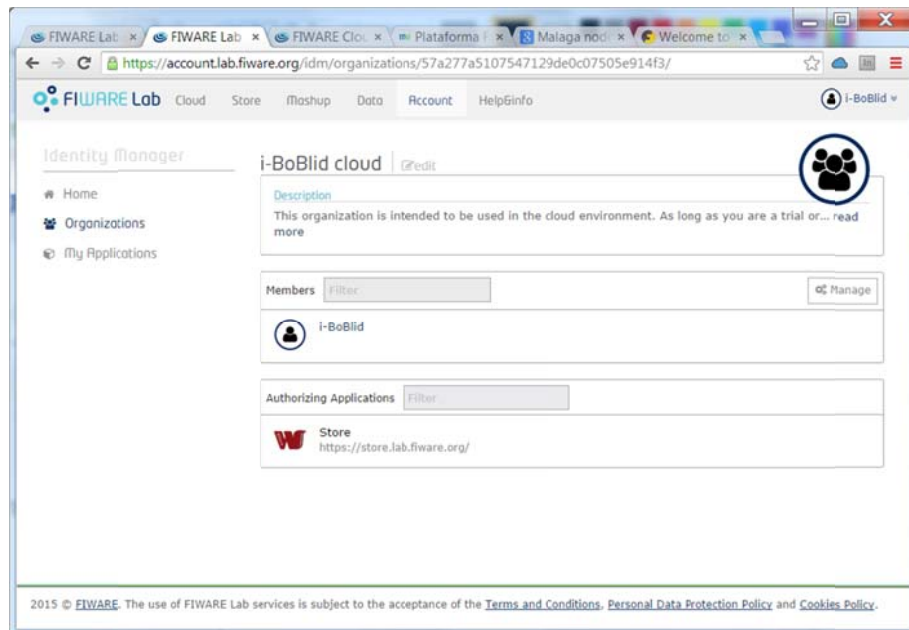 FIWARE Lab
FIWARE Lab
FIWARE Clou
Plataforma F
Malaga nod
Welcome to
https://account.lab.fiware.org/idm/organizations/57a277a5107547129de0c07505e914f3/
FIWARE Lab Cloud Store Mashup Data Account Help&info i-BoBlid
Identity Manager
Home
Organizations
My Applications
i-BoBlid cloud edit
Description
This organization is intended to be used in the cloud environment. As long as you are a trial or... read
more
Members Filter Manage
i-BoBlid
Authorizing Applications Filter
Store
https://store.lab.fiware.org/
2015 © FIWARE. The use of FIWARE Lab services is subject to the acceptance of the Terms and Conditions, Personal Data Protection Policy and Cookies Policy.